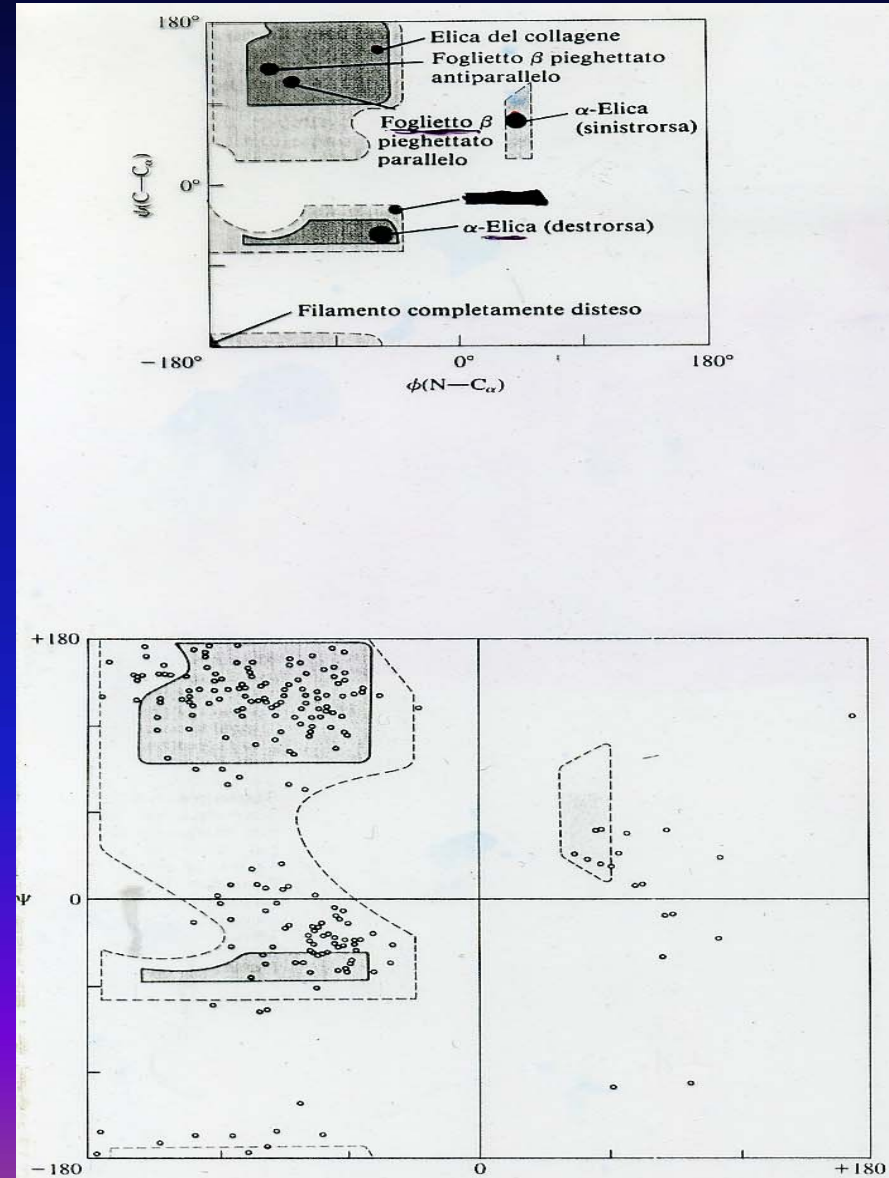 180°
Elica del collagene
Foglietto β pieghettato
antiparallelo
α-Elica
(sinistrorsa)
Foglietto β
pieghettato
parallelo
ψ(C—Cα)
0°
α-Elica (destrorsa)
Filamento completamente disteso
−180°
0°
180°
ϕ(N—Cα)
+180
Ψ
0
−180
0
+180